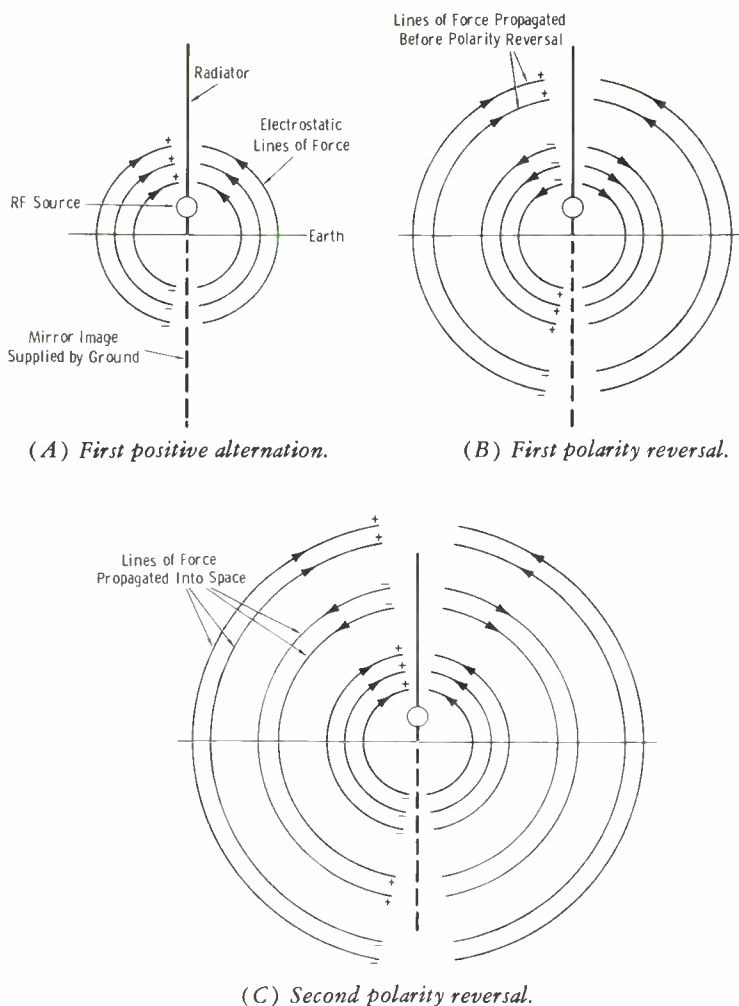 Radiator
Electrostatic
Lines of Force
RF Source
Earth
Mirror Image
Supplied by Ground
+
+
+
−
−
−
(A) First positive alternation.
Lines of Force Propagated
Before Polarity Reversal
+
+
−
−
−
+
+
+
−
−
(B) First polarity reversal.
Lines of Force
Propagated Into Space
+
+
−
−
+
+
+
−
−
−
+
+
−
−
(C) Second polarity reversal.